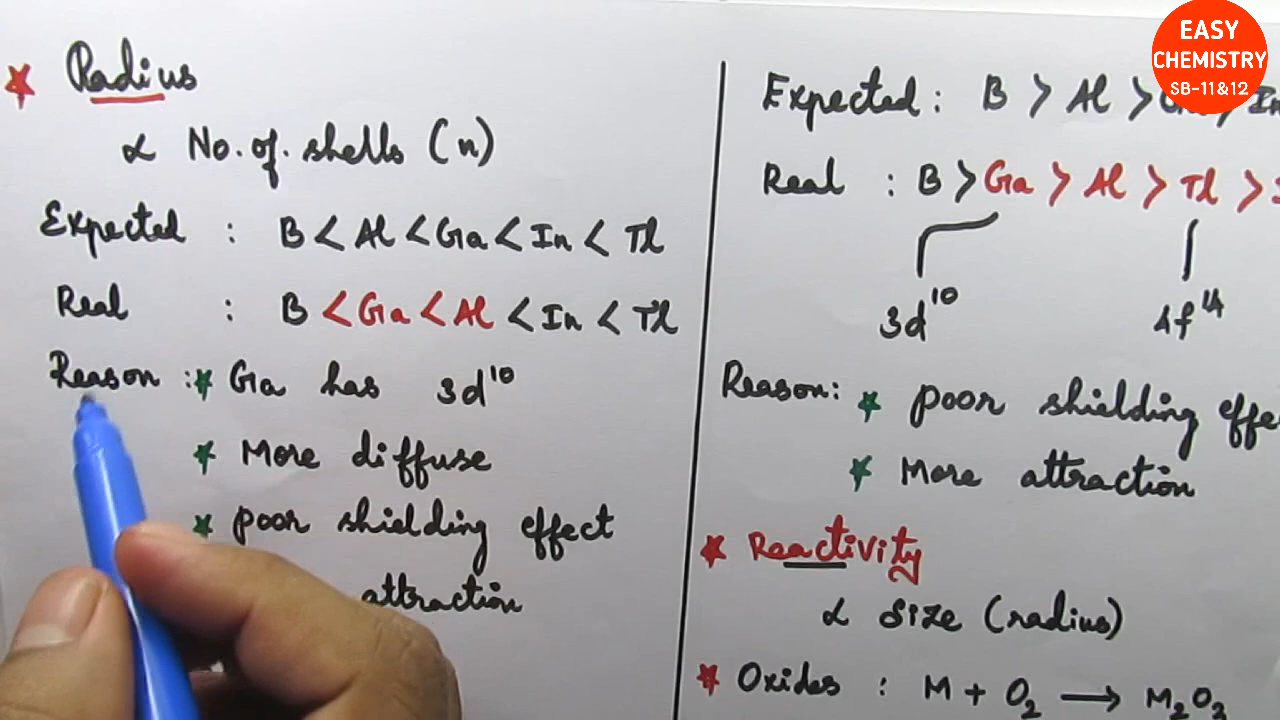 Radius
∝ No. of. shells (n)
Expected : B < Al < Ga < In < Tl
Real : B < Ga < Al < In < Tl
Reason : Ga has 3d¹⁰
More diffuse
poor shielding effect
attraction
Expected : B > Al >
Real : B > Ga > Al > Tl >
3d¹⁰ 4f¹⁴
Reason: poor shielding
More attraction
Reactivity
∝ Size (radius)
Oxides : M + O₂ ⟶ M₂O₃
EASY
CHEMISTRY
SB-11&12